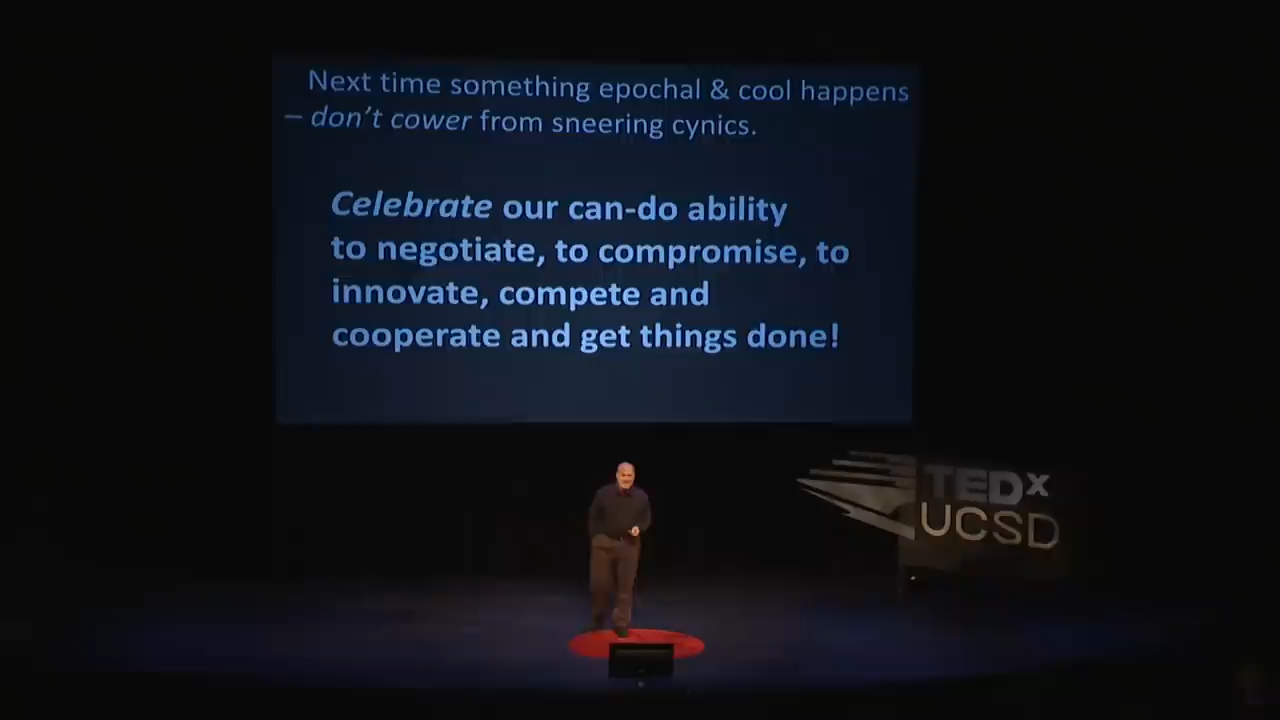 Next time something epochal & cool happens
– don't cower from sneering cynics.
Celebrate our can-do ability
to negotiate, to compromise, to
innovate, compete and
cooperate and get things done!
TEDx
UCSD